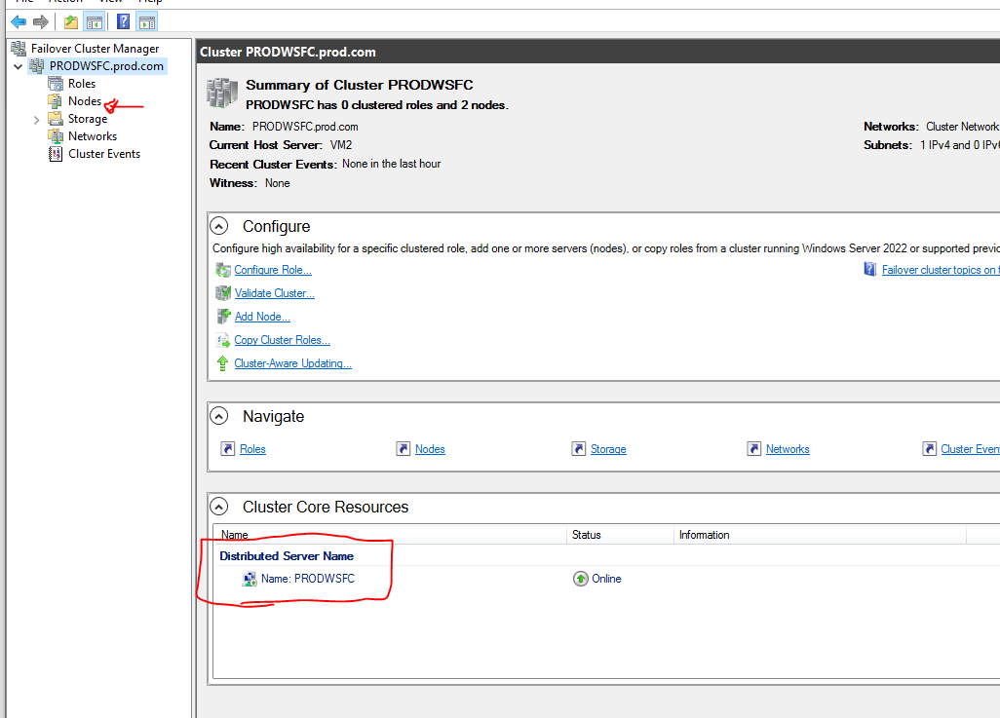 File Action View Help
Failover Cluster Manager
PRODWSFC.prod.com
Roles
Nodes
Storage
Networks
Cluster Events
Cluster PRODWSFC.prod.com
Summary of Cluster PRODWSFC
PRODWSFC has 0 clustered roles and 2 nodes.
Name: PRODWSFC.prod.com
Networks: Cluster Network
Current Host Server: VM2
Subnets: 1 IPv4 and 0 IPv6
Recent Cluster Events: None in the last hour
Witness: None
Configure
Configure high availability for a specific clustered role, add one or more servers (nodes), or copy roles from a cluster running Windows Server 2022 or supported previo
Configure Role...
Failover cluster topics on t
Validate Cluster...
Add Node...
Copy Cluster Roles...
Cluster-Aware Updating...
Navigate
Roles Nodes Storage Networks Cluster Event
Cluster Core Resources
Name Status Information
Distributed Server Name
Name: PRODWSFC Online